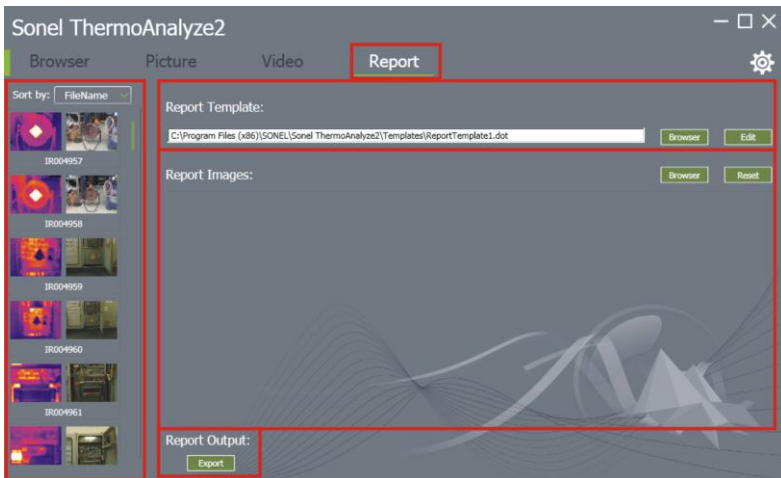 Sonel ThermoAnalyze2
Browser Picture Video Report
Sort by: FileName
IR004957
IR004958
IR004959
IR004960
IR004961
Report Template:
C:\Program Files (x86)\SONEL\Sonel ThermoAnalyze2\Templates\ReportTemplate1.dot Browser Edit
Report Images: Browser Reset
Report Output:
Export